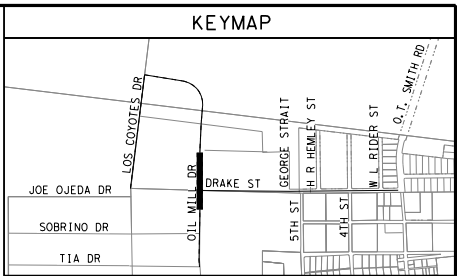 KEYMAP
LOS COYOTES DR
OIL MILL DR
GEORGE STRAIT
H R HEMLEY ST
W L RIDER ST
O.T. SMITH RD
JOE OJEDA DR
DRAKE ST
SOBRINO DR
5TH ST
4TH ST
TIA DR